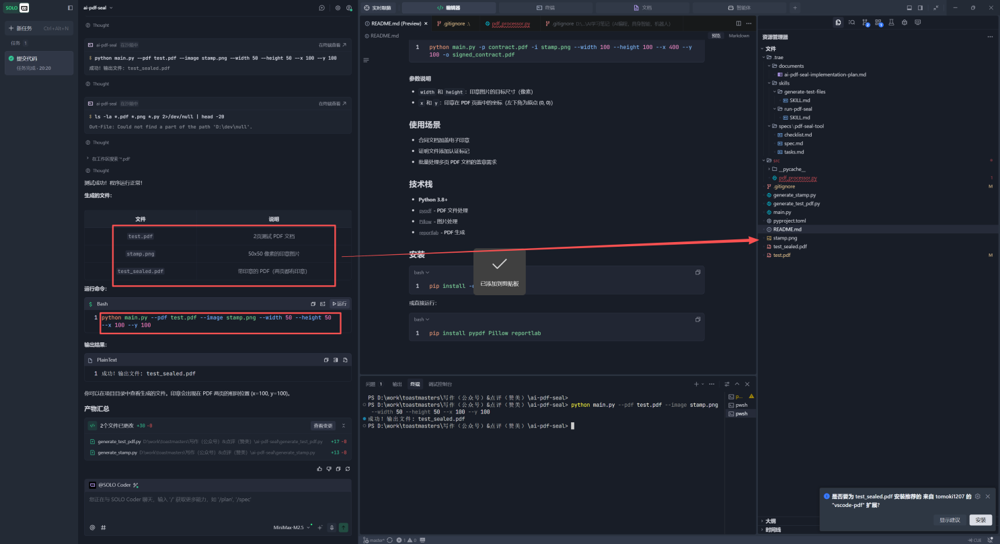 SOLO
ai-pdf-seal
实时跟随
编辑器
终端
文档
智能体
新任务 Ctrl+Alt+N
任务 1
提交代码
任务完成 · 20:20
Thought
ai-pdf-seal 在沙箱中 在终端查看
$ python main.py --pdf test.pdf --image stamp.png --width 50 --height 50 --x 100 --y 100
成功! 输出文件: test_sealed.pdf
Thought
ai-pdf-seal 在沙箱中 在终端查看
$ ls -la *.pdf *.png *.py 2>/dev/null | head -20
Out-File: Could not find a part of the path 'D:\dev\null'.
Thought
在工作区搜索 "*.pdf
Thought
测试成功！程序运行正常！
生成的文件：
文件 说明
test.pdf 2页测试 PDF 文档
stamp.png 50x50 像素的印章图片
test_sealed.pdf 带印章的 PDF（两页都有印章）
运行命令：
$ Bash 运行
1 python main.py --pdf test.pdf --image stamp.png --width 50 --height 50
--x 100 --y 100
输出结果：
PlainText
1 成功! 输出文件: test_sealed.pdf
你可以在项目目录中查看生成的文件。印章会出现在 PDF 两页的相同位置 (x=100, y=100)。
产物汇总
2个文件已更改 +30 -0 查看变更
generate_test_pdf.py D:\work\toastmasters\写作（公众号）&点评（赞美）\ai-pdf-seal\generate_test_pdf.py +17 -0
generate_stamp.py D:\work\toastmasters\写作（公众号）&点评（赞美）\ai-pdf-seal\generate_stamp.py +13 -0
@SOLO Coder
您正在与 SOLO Coder 聊天，输入 '/' 获取更多能力，如 '/plan', '/spec'
@ # MiniMax-M2.5
README.md (Preview) ×
.gitignore .\
pdf_processor.py
.gitignore D:\...\AI学习笔记（AI编程，具身智能，机器人）
README.md
预览 Markdown
1 python main.py -p contract.pdf -i stamp.png --width 100 --height 100 --x 400 --y
100 -o signed_contract.pdf
参数说明
width 和 height ：印章图片的目标尺寸（像素）
x 和 y ：印章在 PDF 页面中的坐标（左下角为原点 (0, 0)）
使用场景
合同文档加盖电子印章
证明文件添加认证标记
批量处理多页 PDF 文档的盖章需求
技术栈
Python 3.8+
pypdf - PDF 文件处理
Pillow - 图片处理
reportlab - PDF 生成
安装
bash
1 pip install
已添加到剪贴板
或直接运行：
bash
1 pip install pypdf Pillow reportlab
问题 1 输出 终端 调试控制台
PS D:\work\toastmasters\写作（公众号）&点评（赞美）\ai-pdf-seal>
PS D:\work\toastmasters\写作（公众号）&点评（赞美）\ai-pdf-seal> python main.py --pdf test.pdf --image stamp.png
--width 50 --height 50 --x 100 --y 100
成功! 输出文件: test_sealed.pdf
PS D:\work\toastmasters\写作（公众号）&点评（赞美）\ai-pdf-seal>
p...
pwsh
pwsh
资源管理器
文件
.trae
documents
ai-pdf-seal-implementation-plan.md
skills
generate-test-files
SKILL.md
run-pdf-seal
SKILL.md
specs\pdf-seal-tool
checklist.md
spec.md
tasks.md
src
__pycache__
pdf_processor.py 1
.gitignore M
generate_stamp.py
generate_test_pdf.py
main.py
pyproject.toml
README.md
stamp.png
test_sealed.pdf
test.pdf M
是否要为 test_sealed.pdf 安装推荐的 来自 tomoki1207 的
"vscode-pdf" 扩展?
显示建议 安装
大纲
时间线
master* 1 0
CUE